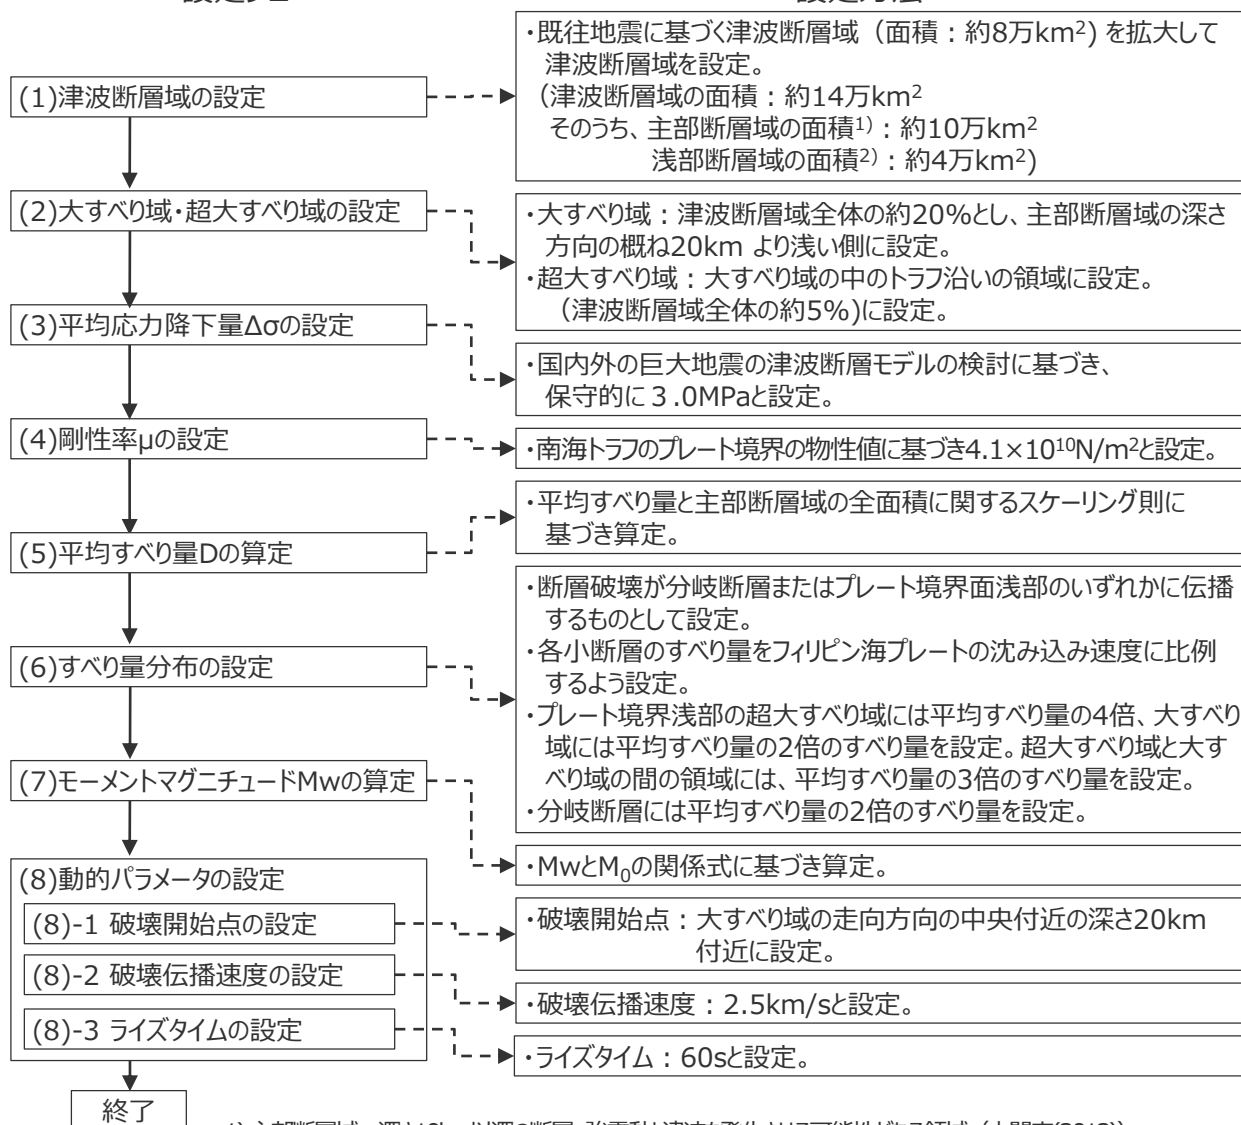 (1)津波断層域の設定
・既往地震に基づく津波断層域（面積：約8万km2) を拡大して
津波断層域を設定。
（津波断層域の面積：約14万km2
そのうち、主部断層域の面積1)：約10万km2
浅部断層域の面積2)：約4万km2)
(2)大すべり域・超大すべり域の設定
・大すべり域：津波断層域全体の約20%とし、主部断層域の深さ
方向の概ね20km より浅い側に設定。
・超大すべり域：大すべり域の中のトラフ沿いの領域に設定。
（津波断層域全体の約5%)に設定。
(3)平均応力降下量Δσの設定
・国内外の巨大地震の津波断層モデルの検討に基づき、
保守的に３.0MPaと設定。
(4)剛性率μの設定
・南海トラフのプレート境界の物性値に基づき4.1×1010N/m2と設定。
(5)平均すべり量Dの算定
・平均すべり量と主部断層域の全面積に関するスケーリング則に
基づき算定。
(6)すべり量分布の設定
・断層破壊が分岐断層またはプレート境界面浅部のいずれかに伝播
するものとして設定。
・各小断層のすべり量をフィリピン海プレートの沈み込み速度に比例
するよう設定。
・プレート境界浅部の超大すべり域には平均すべり量の4倍、大すべり
域には平均すべり量の2倍のすべり量を設定。超大すべり域と大す
べり域の間の領域には、平均すべり量の3倍のすべり量を設定。
・分岐断層には平均すべり量の2倍のすべり量を設定。
(7)モーメントマグニチュードMwの算定
・MwとM0の関係式に基づき算定。
(8)動的パラメータの設定
(8)-1 破壊開始点の設定
・破壊開始点：大すべり域の走向方向の中央付近の深さ20km
付近に設定。
(8)-2 破壊伝播速度の設定
・破壊伝播速度：2.5km/sと設定。
(8)-3 ライズタイムの設定
・ライズタイム：60sと設定。
終了